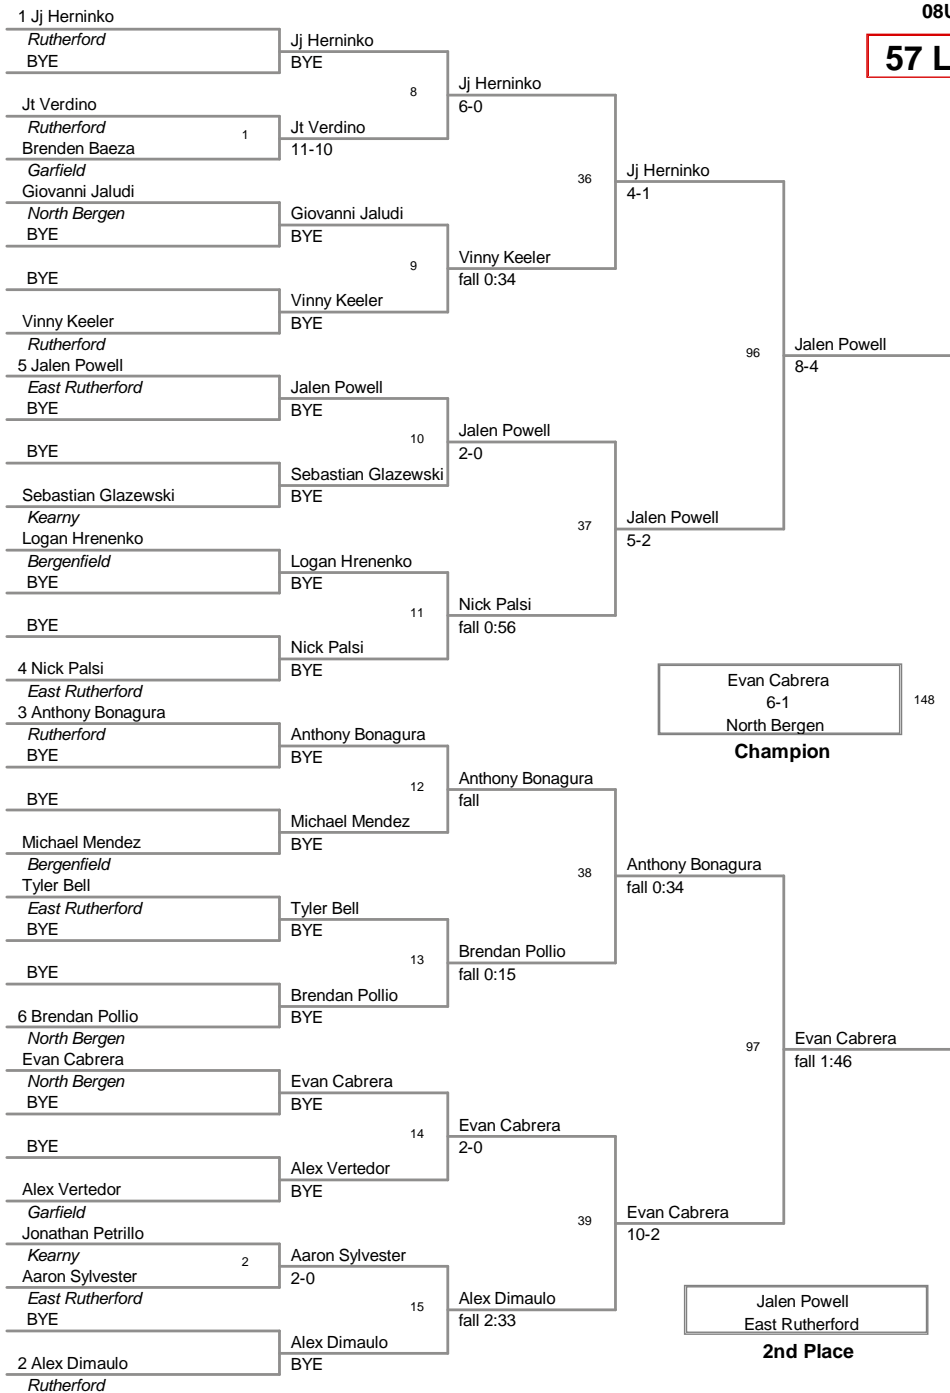 08U
57 L
1 Jj Herninko
Rutherford
BYE
Jt Verdino
Rutherford
1
Brenden Baeza
Garfield
Giovanni Jaludi
North Bergen
BYE
BYE
Vinny Keeler
Rutherford
5 Jalen Powell
East Rutherford
BYE
BYE
Sebastian Glazewski
Kearny
Logan Hrenenko
Bergenfield
BYE
BYE
4 Nick Palsi
East Rutherford
3 Anthony Bonagura
Rutherford
BYE
BYE
Michael Mendez
Bergenfield
Tyler Bell
East Rutherford
BYE
BYE
6 Brendan Pollio
North Bergen
Evan Cabrera
North Bergen
BYE
BYE
Alex Vertedor
Garfield
Jonathan Petrillo
Kearny
2
Aaron Sylvester
East Rutherford
BYE
2 Alex Dimaulo
Rutherford
Jj Herninko
BYE
8
Jt Verdino
11-10
Giovanni Jaludi
BYE
9
Vinny Keeler
BYE
Jalen Powell
BYE
10
Sebastian Glazewski
BYE
Logan Hrenenko
BYE
11
Nick Palsi
BYE
Anthony Bonagura
BYE
12
Michael Mendez
BYE
Tyler Bell
BYE
13
Brendan Pollio
BYE
Evan Cabrera
BYE
14
Alex Vertedor
BYE
Aaron Sylvester
2-0
15
Alex Dimaulo
BYE
Jj Herninko
6-0
36
Vinny Keeler
fall 0:34
Jalen Powell
2-0
37
Nick Palsi
fall 0:56
Anthony Bonagura
fall
38
Brendan Pollio
fall 0:15
Evan Cabrera
2-0
39
Alex Dimaulo
fall 2:33
Jj Herninko
4-1
96
Jalen Powell
5-2
Anthony Bonagura
fall 0:34
97
Evan Cabrera
10-2
Jalen Powell
8-4
Evan Cabrera
fall 1:46
Evan Cabrera
6-1
North Bergen
148
Champion
Jalen Powell
East Rutherford
2nd Place